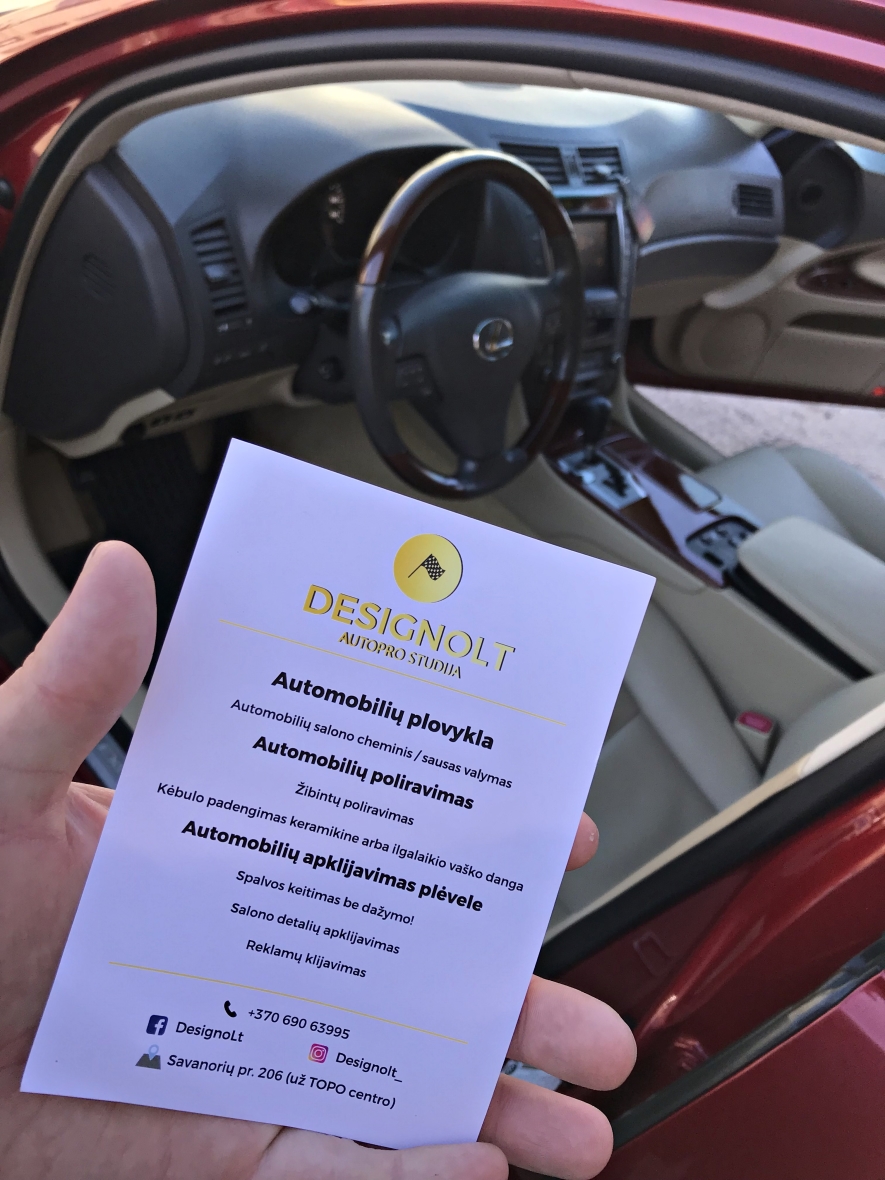 DESIGNOLT
AUTOPRO STUDIJA
Automobilių plovykla
Automobilių salono cheminis / sausas valymas
Automobilių poliravimas
Žibintų poliravimas
Kėbulo padengimas keramikine arba ilgalaikio vaško danga
Automobilių apklijavimas plėvele
Spalvos keitimas be dažymo!
Salono detalių apklijavimas
Reklamų klijavimas
+370 690 63995
DesignoLt
Designolt_
Savanorių pr. 206 (už TOPO centro)